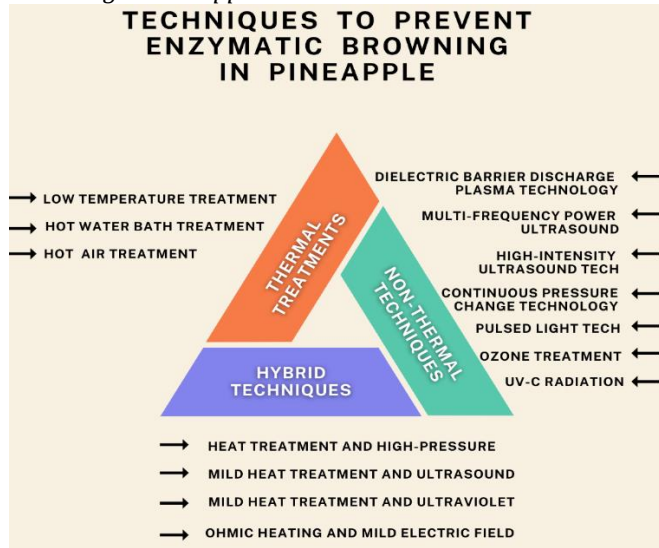 TECHNIQUES TO PREVENT
ENZYMATIC BROWNING
IN PINEAPPLE
LOW TEMPERATURE TREATMENT
HOT WATER BATH TREATMENT
HOT AIR TREATMENT
THERMAL
TREATMENTS
DIELECTRIC BARRIER DISCHARGE
PLASMA TECHNOLOGY
MULTI-FREQUENCY POWER
ULTRASOUND
HIGH-INTENSITY
ULTRASOUND TECH
CONTINUOUS PRESSURE
CHANGE TECHNOLOGY
PULSED LIGHT TECH
OZONE TREATMENT
UV-C RADIATION
NON-THERMAL
TECHNIQUES
HYBRID
TECHNIQUES
HEAT TREATMENT AND HIGH-PRESSURE
MILD HEAT TREATMENT AND ULTRASOUND
MILD HEAT TREATMENT AND ULTRAVIOLET
OHMIC HEATING AND MILD ELECTRIC FIELD